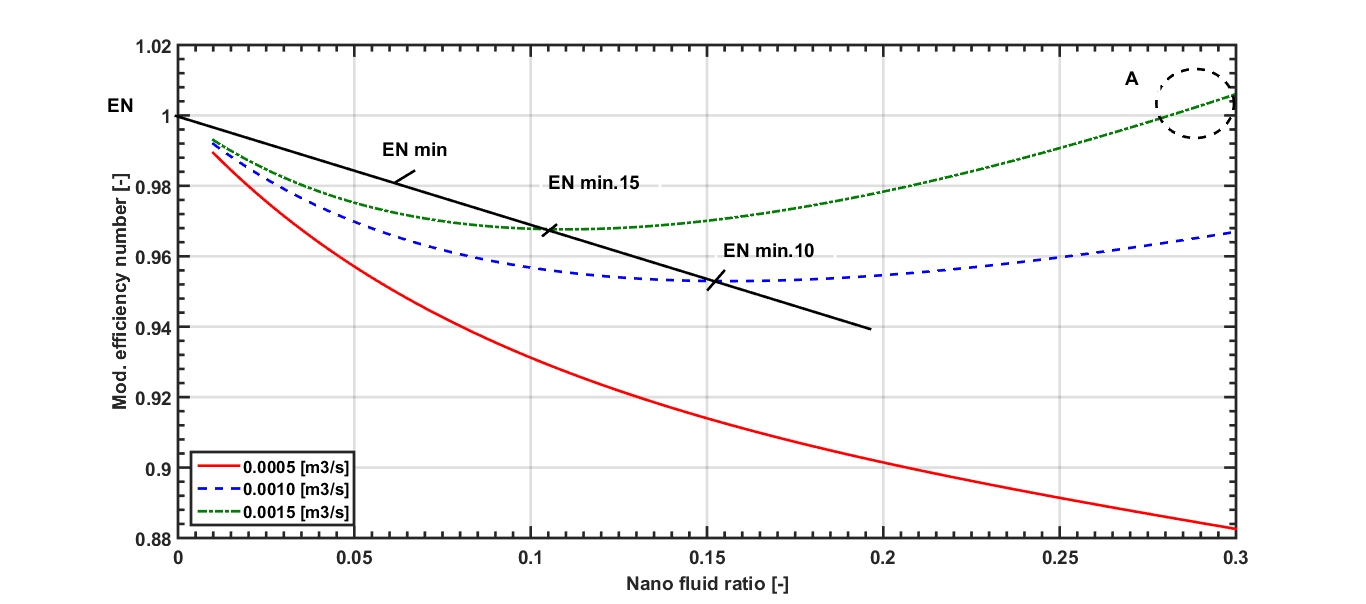 1.02
A
EN
1
EN min
0.98
EN min.15
0.96
EN min.10
0.94
0.92
0.9
0.88
Mod. efficiency number [-]
0.0005 [m3/s]
0.0010 [m3/s]
0.0015 [m3/s]
0
0.05
0.1
0.15
0.2
0.25
0.3
Nano fluid ratio [-]